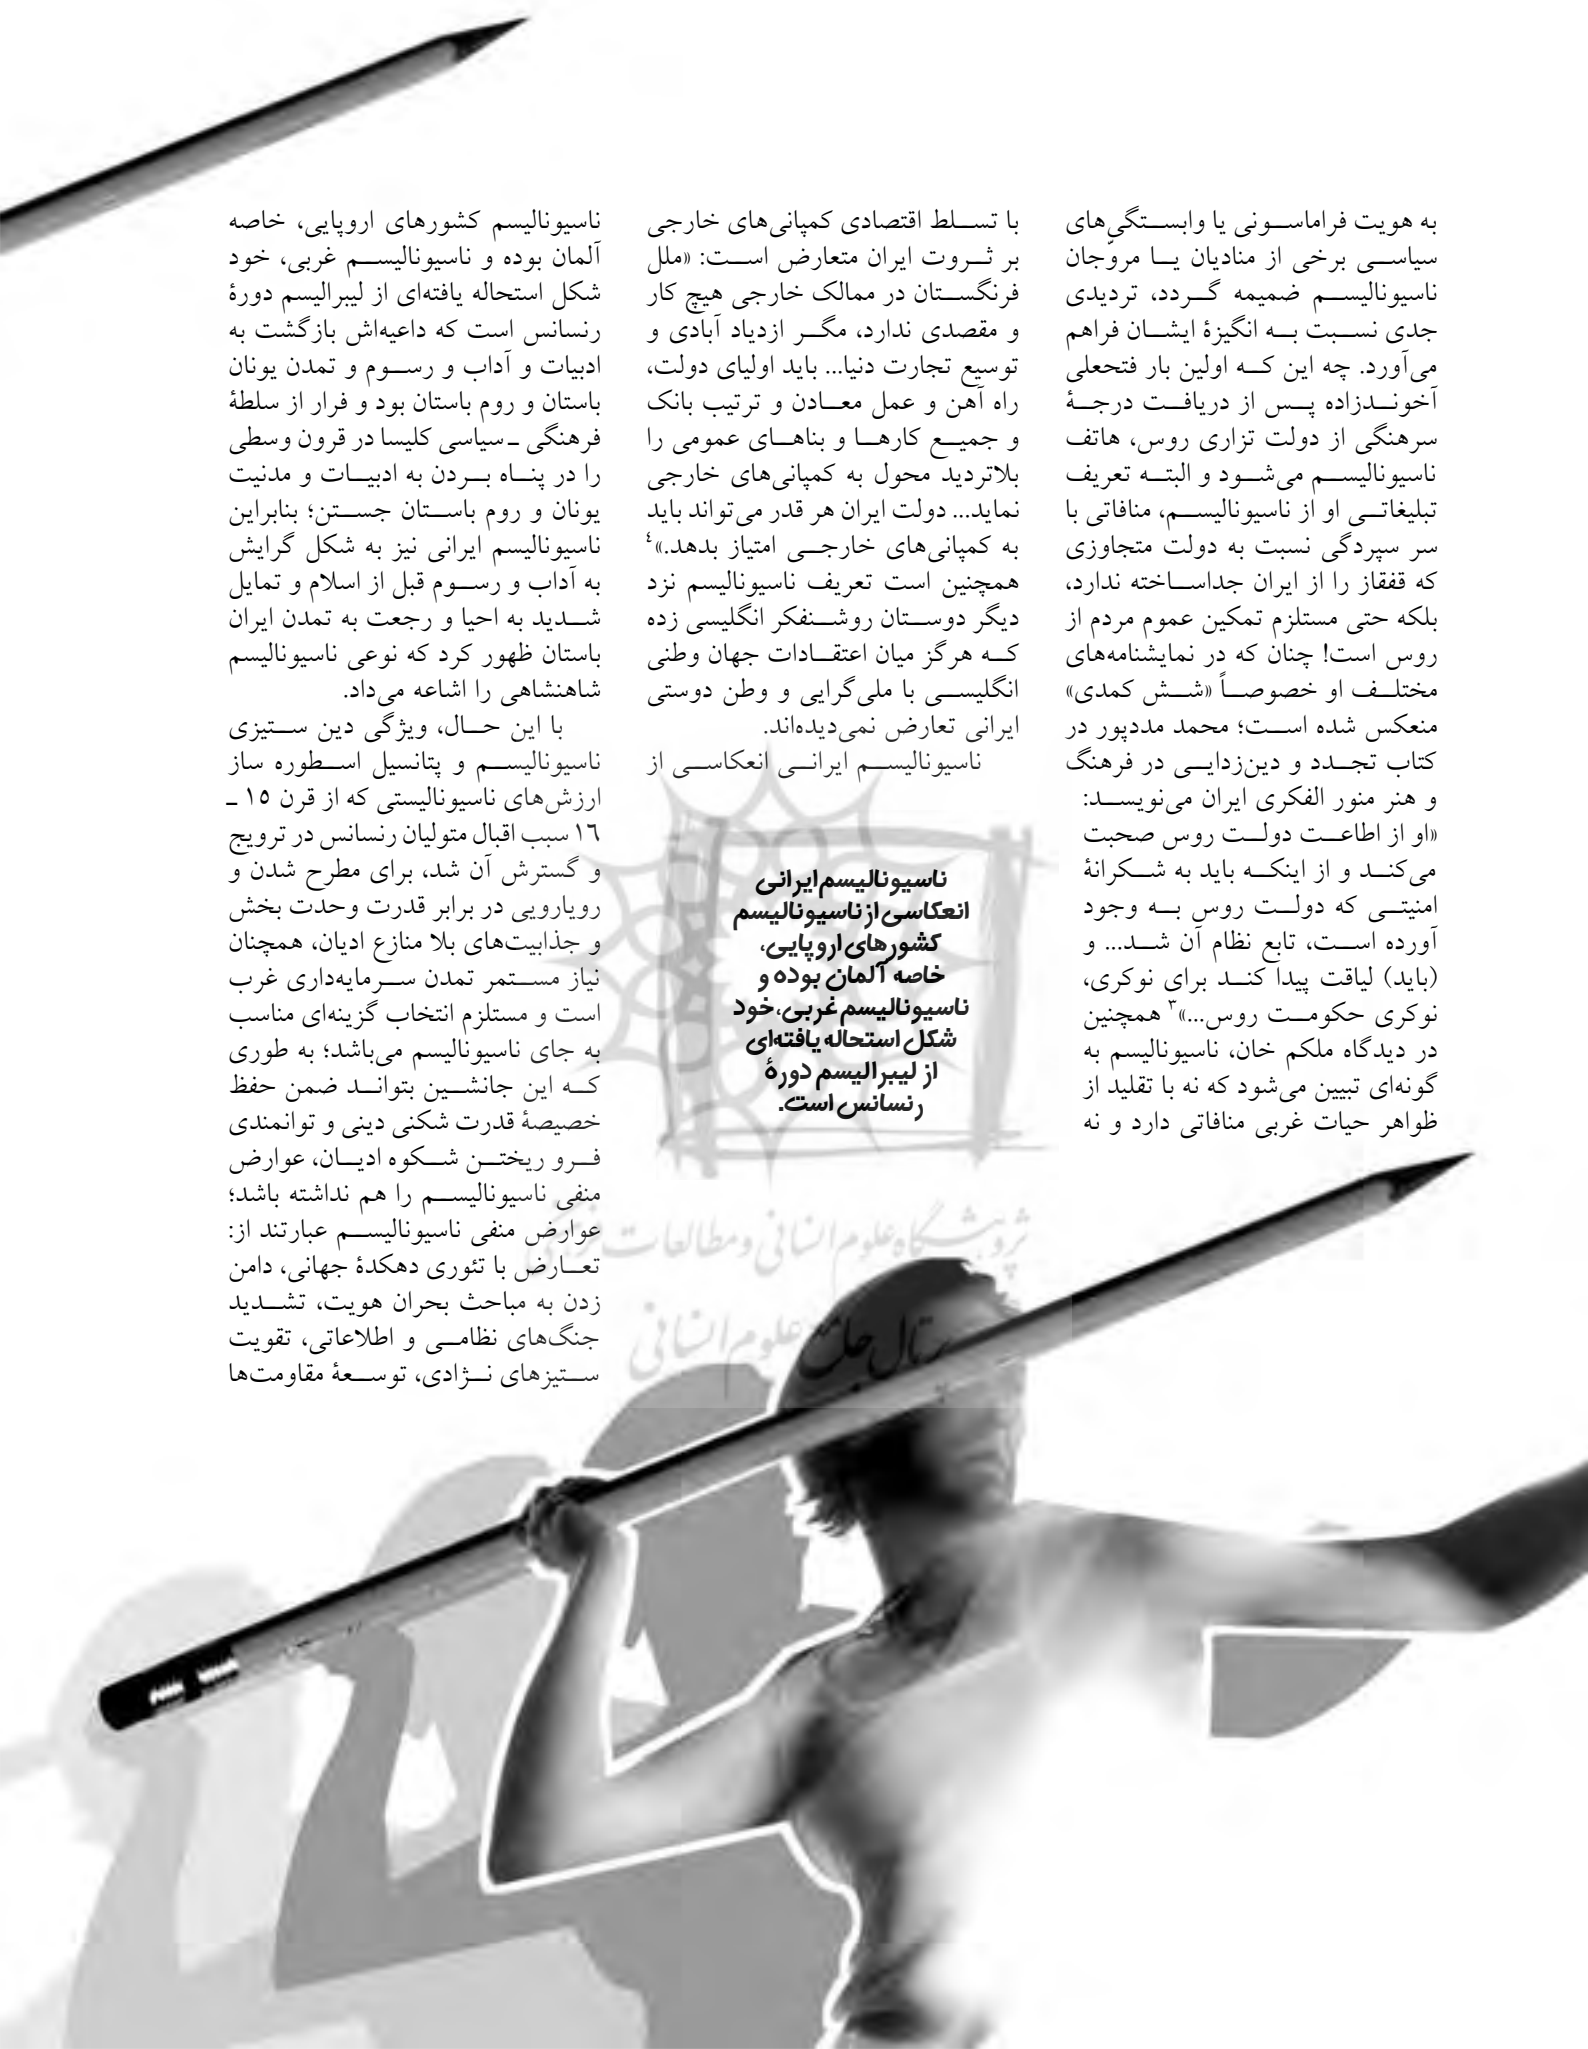 به هویت فراماسونی یا وابستگی‌های
سیاسی برخی از منادیان یا مروّجان
ناسیونالیسم ضمیمه گردد، تردیدی
جدی نسبت به انگیزهٔ ایشان فراهم
می‌آورد. چه این که اولین بار فتحعلی
آخوندزاده پس از دریافت درجهٔ
سرهنگی از دولت تزاری روس، هاتف
ناسیونالیسم می‌شود و البته تعریف
تبلیغاتی او از ناسیونالیسم، منافاتی با
سر سپردگی نسبت به دولت متجاوزی
که قفقاز را از ایران جداساخته ندارد،
بلکه حتی مستلزم تمکین عموم مردم از
روس است! چنان که در نمایشنامه‌های
مختلف او خصوصاً «شش کمدی»
منعکس شده است؛ محمد مددپور در
کتاب تجدد و دین‌زدایی در فرهنگ
و هنر منور الفکری ایران می‌نویسد:
«او از اطاعت دولت روس صحبت
می‌کند و از اینکه باید به شکرانهٔ
امنیتی که دولت روس به وجود
آورده است، تابع نظام آن شد... و
(باید) لیاقت پیدا کند برای نوکری،
نوکری حکومت روس...»۳ همچنین
در دیدگاه ملکم خان، ناسیونالیسم به
گونه‌ای تبیین می‌شود که نه با تقلید از
ظواهر حیات غربی منافاتی دارد و نه
با تسلط اقتصادی کمپانی‌های خارجی
بر ثروت ایران متعارض است: «ملل
فرنگستان در ممالک خارجی هیچ کار
و مقصدی ندارد، مگر ازدیاد آبادی و
توسیع تجارت دنیا... باید اولیای دولت،
راه آهن و عمل معادن و ترتیب بانک
و جمیع کارها و بناهای عمومی را
بلاتردید محول به کمپانی‌های خارجی
نماید... دولت ایران هر قدر می‌تواند باید
به کمپانی‌های خارجی امتیاز بدهد.»٤
همچنین است تعریف ناسیونالیسم نزد
دیگر دوستان روشنفکر انگلیسی زده
که هرگز میان اعتقادات جهان وطنی
انگلیسی با ملی‌گرایی و وطن دوستی
ایرانی تعارض نمی‌دیده‌اند.
ناسیونالیسم ایرانی انعکاسی از
ناسیونالیسم ایرانی
انعکاسی از ناسیونالیسم
کشورهای اروپایی،
خاصه آلمان بوده و
ناسیونالیسم غربی، خود
شکل استحاله یافته‌ای
از لیبرالیسم دورهٔ
رنسانس است.
ناسیونالیسم کشورهای اروپایی، خاصه
آلمان بوده و ناسیونالیسم غربی، خود
شکل استحاله یافته‌ای از لیبرالیسم دورهٔ
رنسانس است که داعیه‌اش بازگشت به
ادبیات و آداب و رسوم و تمدن یونان
باستان و روم باستان بود و فرار از سلطهٔ
فرهنگی ـ سیاسی کلیسا در قرون وسطی
را در پناه بردن به ادبیات و مدنیت
یونان و روم باستان جستن؛ بنابراین
ناسیونالیسم ایرانی نیز به شکل گرایش
به آداب و رسوم قبل از اسلام و تمایل
شدید به احیا و رجعت به تمدن ایران
باستان ظهور کرد که نوعی ناسیونالیسم
شاهنشاهی را اشاعه می‌داد.
با این حال، ویژگی دین ستیزی
ناسیونالیسم و پتانسیل اسطوره ساز
ارزش‌های ناسیونالیستی که از قرن ١٥ ـ
١٦ سبب اقبال متولیان رنسانس در ترویج
و گسترش آن شد، برای مطرح شدن و
رویارویی در برابر قدرت وحدت بخش
و جذابیت‌های بلا منازع ادیان، همچنان
نیاز مستمر تمدن سرمایه‌داری غرب
است و مستلزم انتخاب گزینه‌ای مناسب
به جای ناسیونالیسم می‌باشد؛ به طوری
که این جانشین بتواند ضمن حفظ
خصیصهٔ قدرت شکنی دینی و توانمندی
فرو ریختن شکوه ادیان، عوارض
منفی ناسیونالیسم را هم نداشته باشد؛
عوارض منفی ناسیونالیسم عبارتند از:
تعارض با تئوری دهکدهٔ جهانی، دامن
زدن به مباحث بحران هویت، تشدید
جنگ‌های نظامی و اطلاعاتی، تقویت
ستیزهای نژادی، توسعهٔ مقاومت‌ها
پژوهشگاه علوم انسانی و مطالعات فرهنگی
پرتال جامع علوم انسانی